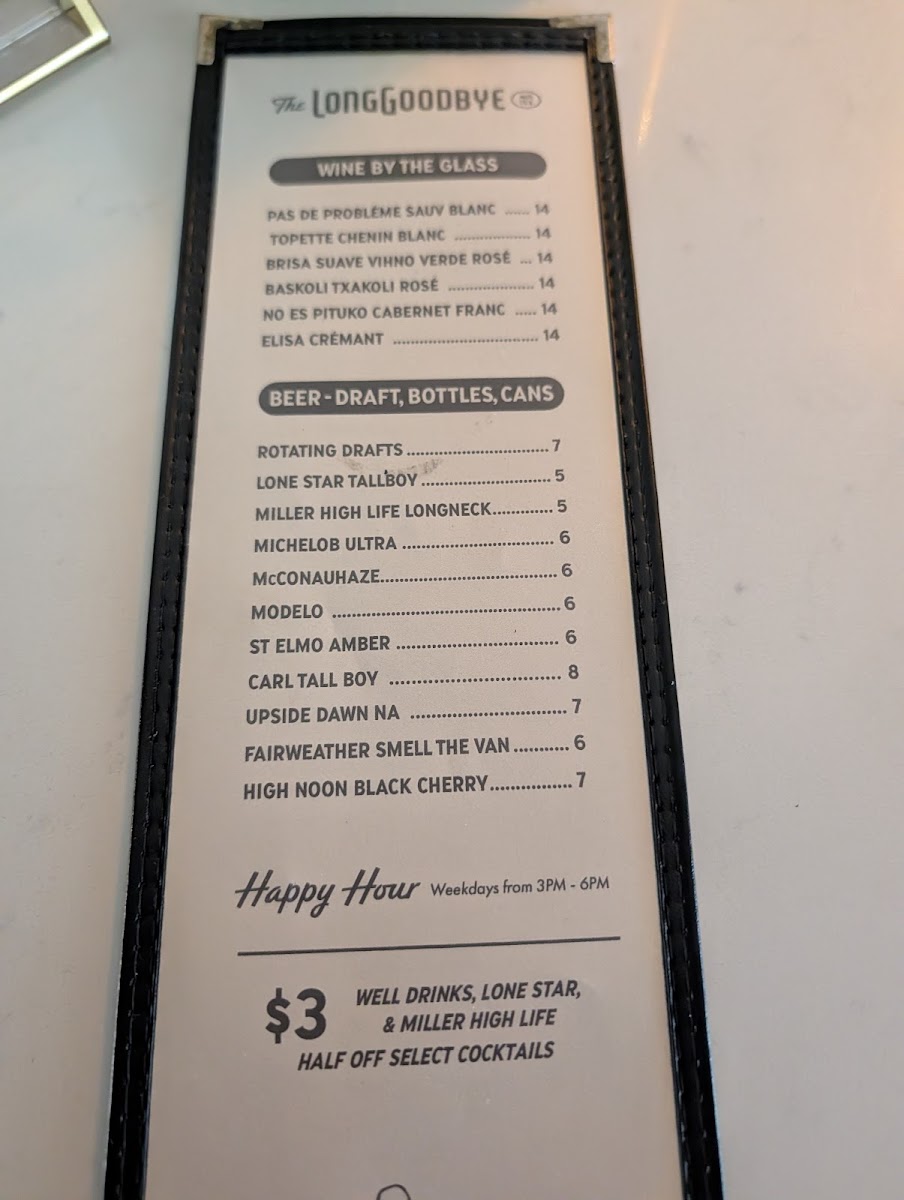 The LONGGOODBYE
WINE BY THE GLASS
PAS DE PROBLÉME SAUV BLANC ...... 14
TOPETTE CHENIN BLANC .................. 14
BRISA SUAVE VIHNO VERDE ROSÉ ... 14
BASKOLI TXAKOLI ROSÉ ..................... 14
NO ES PITUKO CABERNET FRANC ..... 14
ELISA CRÉMANT ................................... 14
BEER - DRAFT, BOTTLES, CANS
ROTATING DRAFTS .............................. 7
LONE STAR TALLBOY ........................... 5
MILLER HIGH LIFE LONGNECK............. 5
MICHELOB ULTRA ................................ 6
McCONAUHAZE..................................... 6
MODELO ................................................ 6
ST ELMO AMBER .................................. 6
CARL TALL BOY .................................... 8
UPSIDE DAWN NA ................................ 7
FAIRWEATHER SMELL THE VAN ........... 6
HIGH NOON BLACK CHERRY................. 7
Happy Hour Weekdays from 3PM - 6PM
$3 WELL DRINKS, LONE STAR,
& MILLER HIGH LIFE
HALF OFF SELECT COCKTAILS